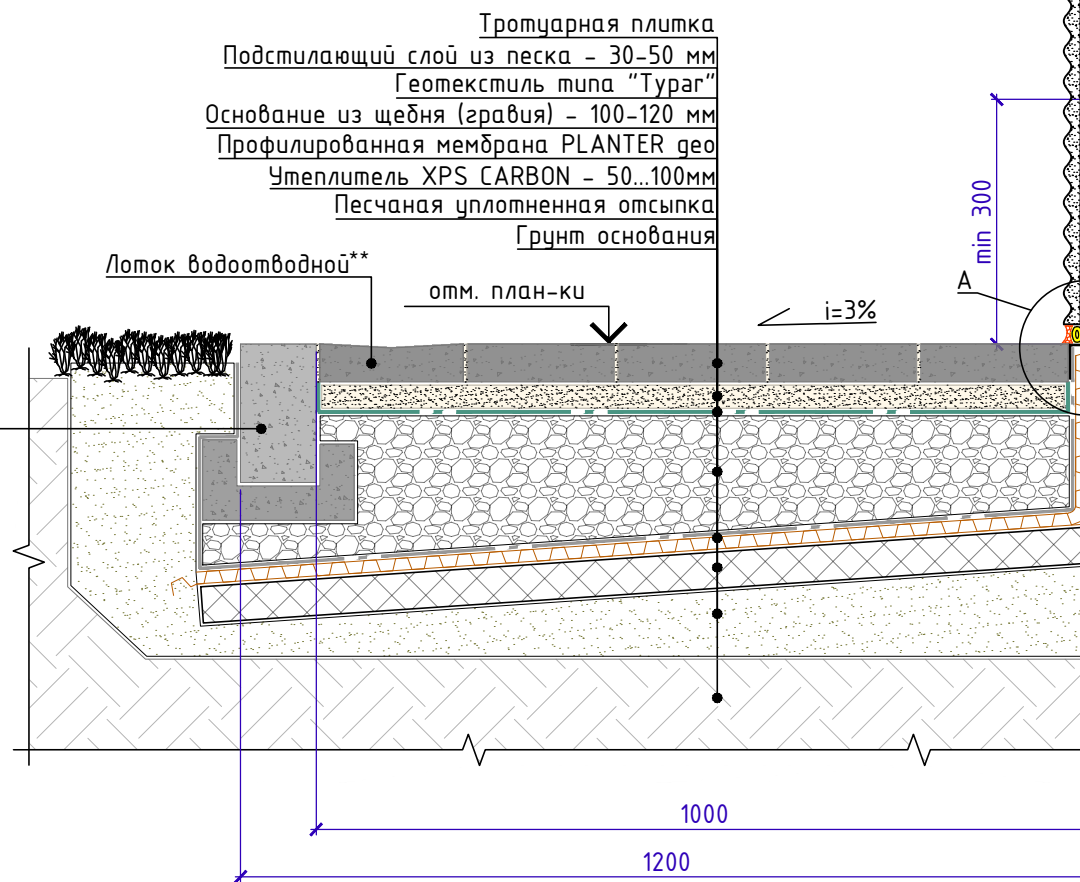 Тротуарная плитка
Подстилающий слой из песка - 30-50 мм
Геотекстиль типа "Typar"
Основание из щебня (гравия) - 100-120 мм
Профилированная мембрана PLANTER geo
Утеплитель XPS CARBON - 50...100мм
Песчаная уплотненная отсыпка
Грунт основания
Лоток водоотводной**
отм. план-ки
i=3%
А
min 300
1000
1200